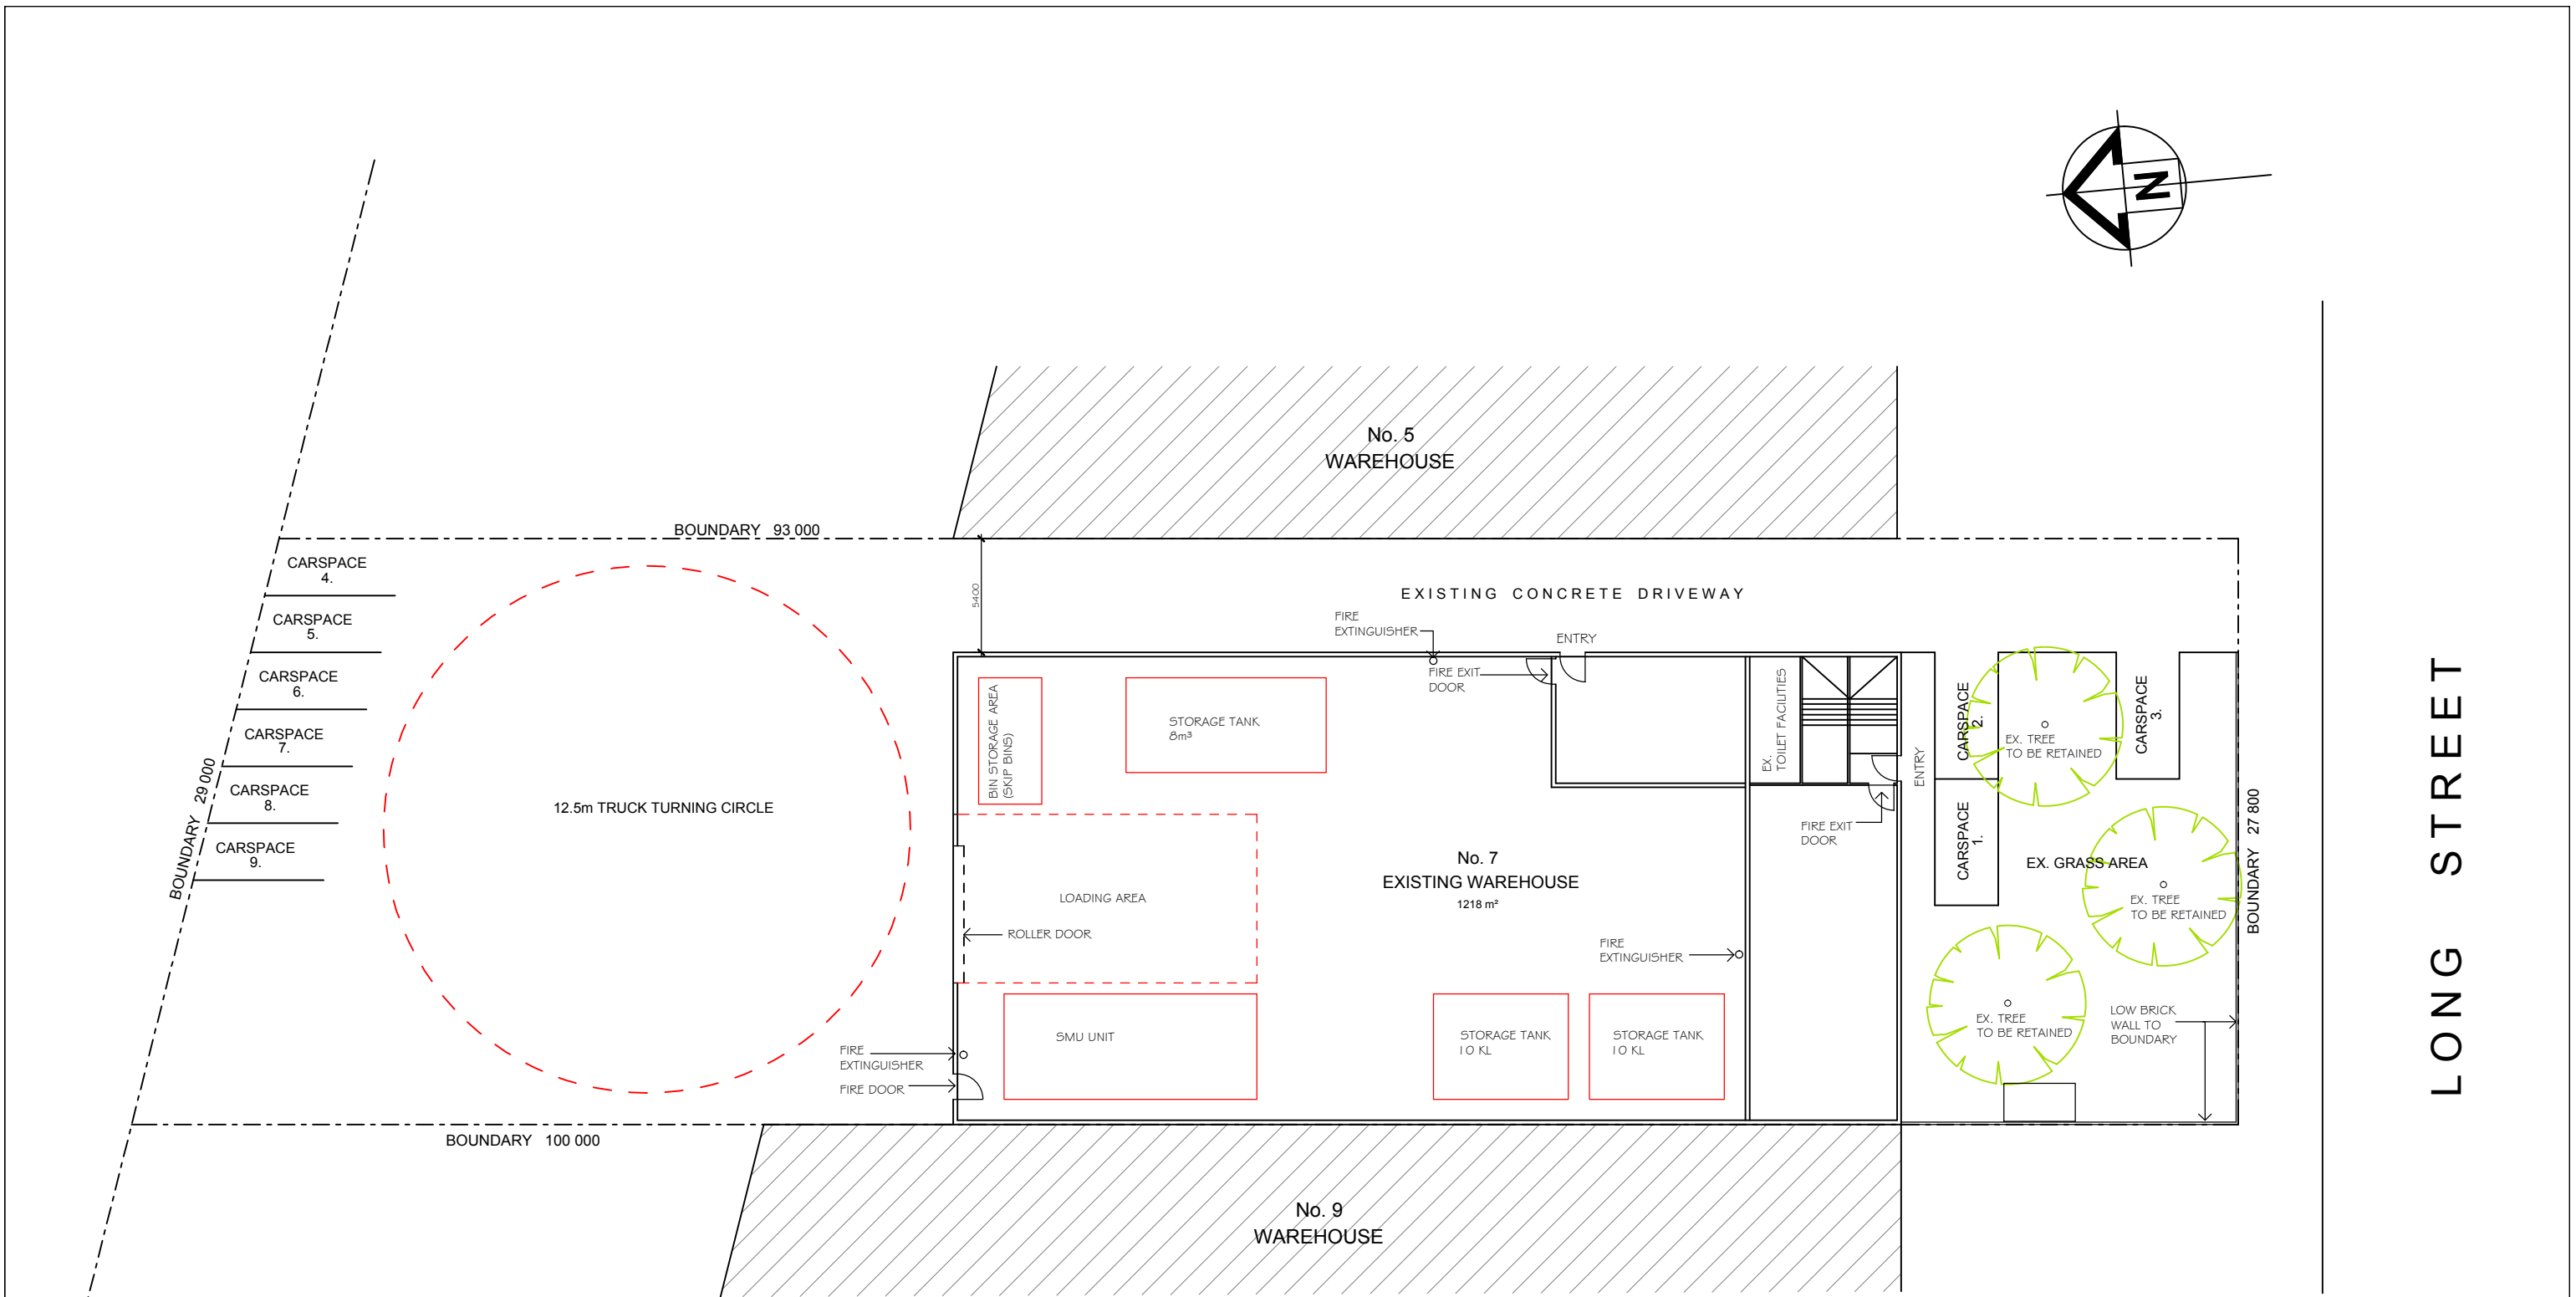 N
No. 5
WAREHOUSE
BOUNDARY   93 000
CARSPACE
4.
CARSPACE
5.
CARSPACE
6.
CARSPACE
7.
CARSPACE
8.
CARSPACE
9.
BOUNDARY   29 000
12.5m TRUCK TURNING CIRCLE
5400
EXISTING CONCRETE DRIVEWAY
FIRE
EXTINGUISHER
ENTRY
FIRE EXIT
DOOR
BIN STORAGE AREA
(SKIP BINS)
STORAGE TANK
8m³
EX.
TOILET FACILITIES
ENTRY
FIRE EXIT
DOOR
CARSPACE
2.
CARSPACE
3.
CARSPACE
1.
EX. TREE
TO BE RETAINED
EX. GRASS AREA
EX. TREE
TO BE RETAINED
EX. TREE
TO BE RETAINED
LOW BRICK
WALL TO
BOUNDARY
BOUNDARY   27 800
LONG STREET
No. 7
EXISTING WAREHOUSE
1218 m²
LOADING AREA
ROLLER DOOR
FIRE
EXTINGUISHER
SMU UNIT
STORAGE TANK
10 KL
STORAGE TANK
10 KL
FIRE
EXTINGUISHER
FIRE DOOR
BOUNDARY   100 000
No. 9
WAREHOUSE